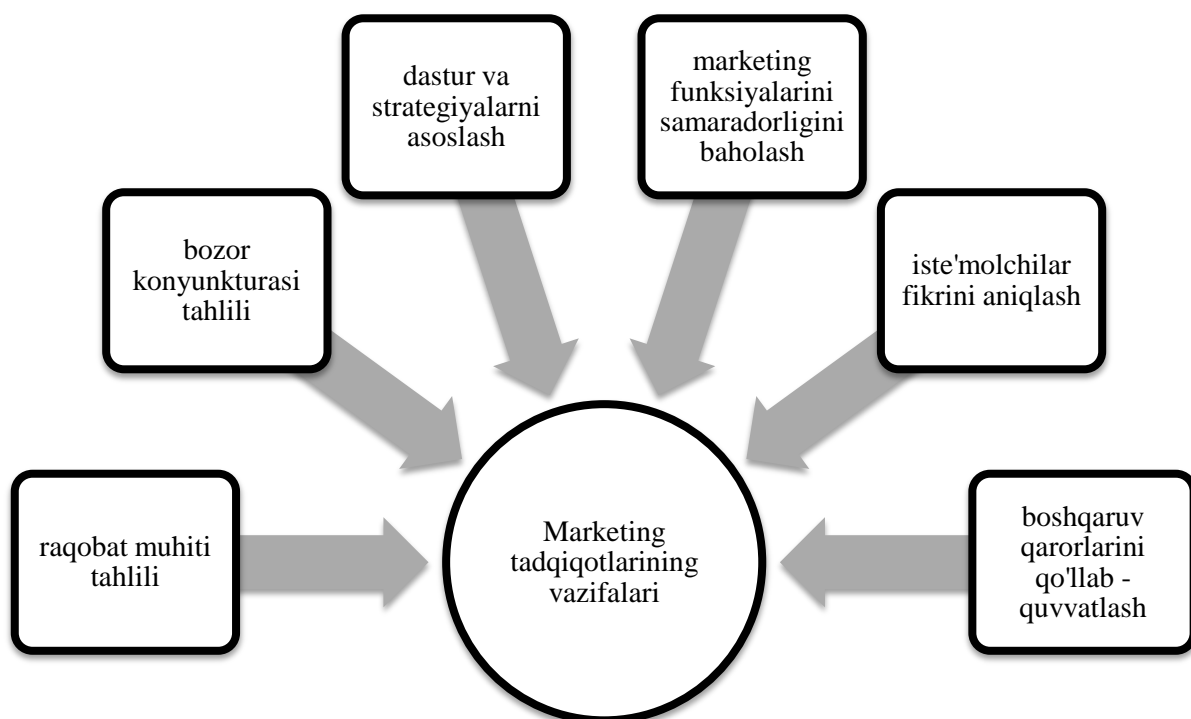 dastur va
strategiyalarni
asoslash
marketing
funksiyalarini
samaradorligini
baholash
bozor
konyunkturasi
tahlili
iste'molchilar
fikrini aniqlash
raqobat muhiti
tahlili
Marketing
tadqiqotlarining
vazifalari
boshqaruv
qarorlarini
qo'llab -
quvvatlash